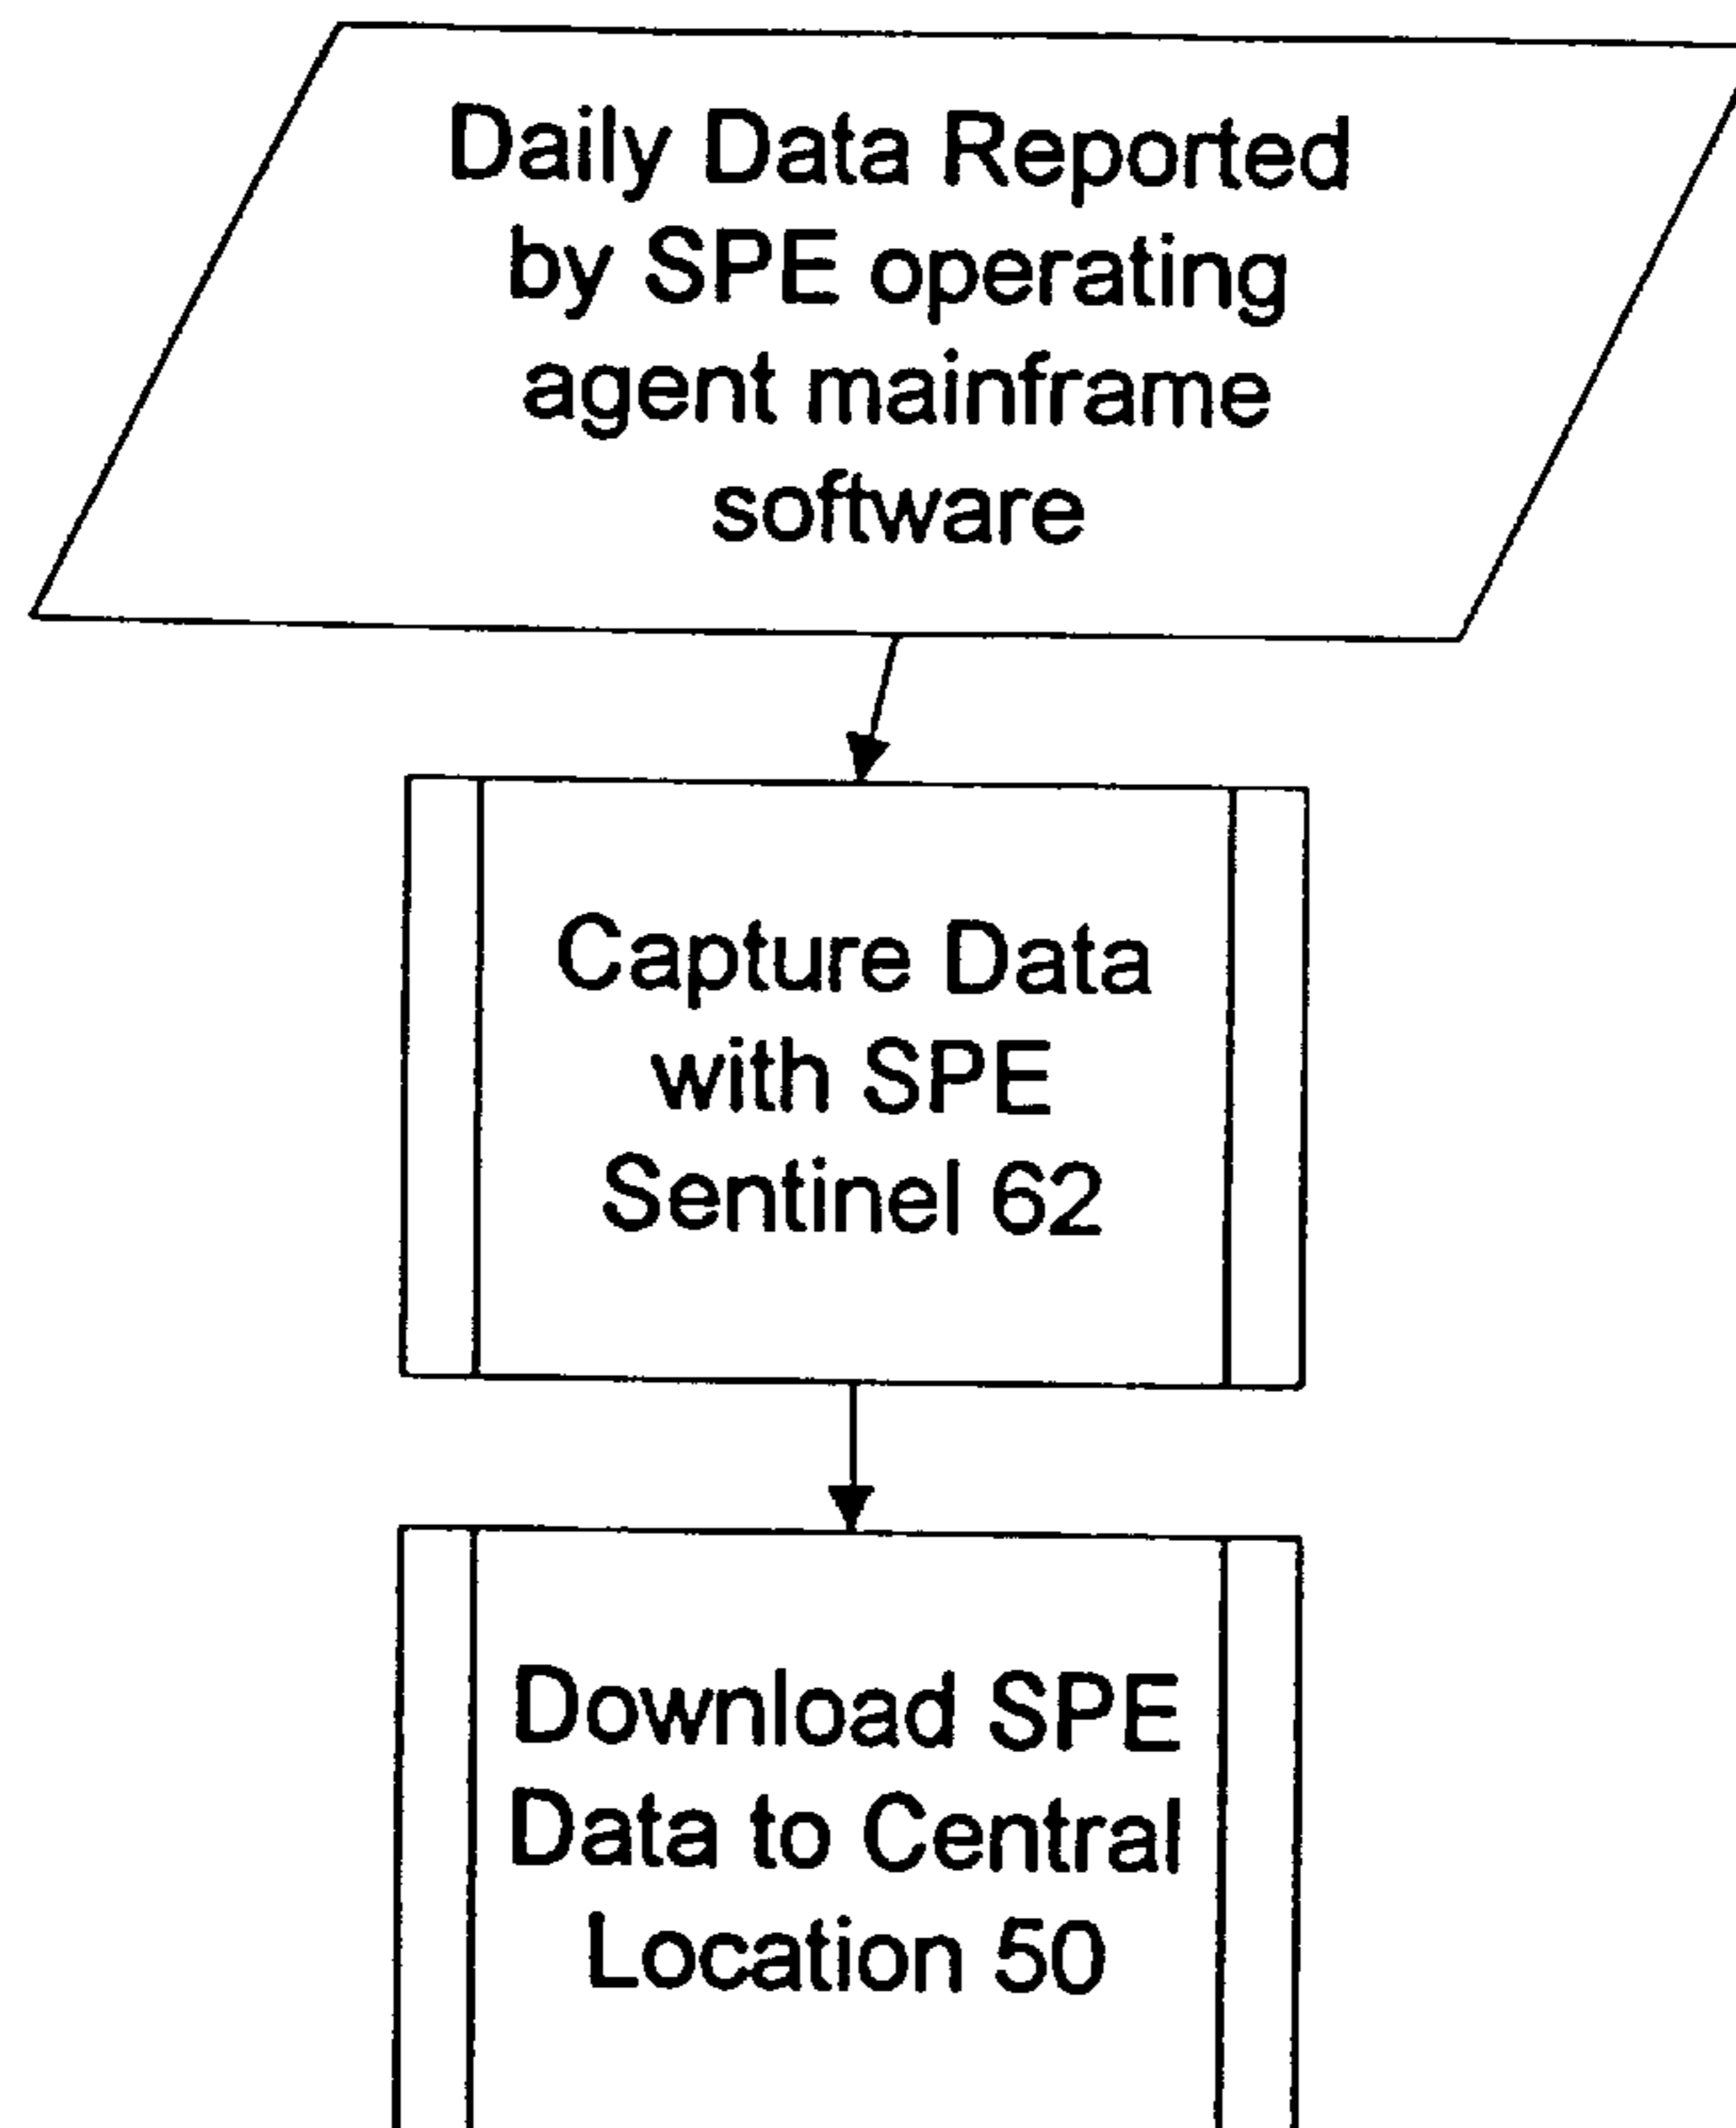 Daily Data Reported
by SPE operating
agent mainframe
software
Capture Data
with SPE
Sentinel 62
Download SPE
Data to Central
Location 50